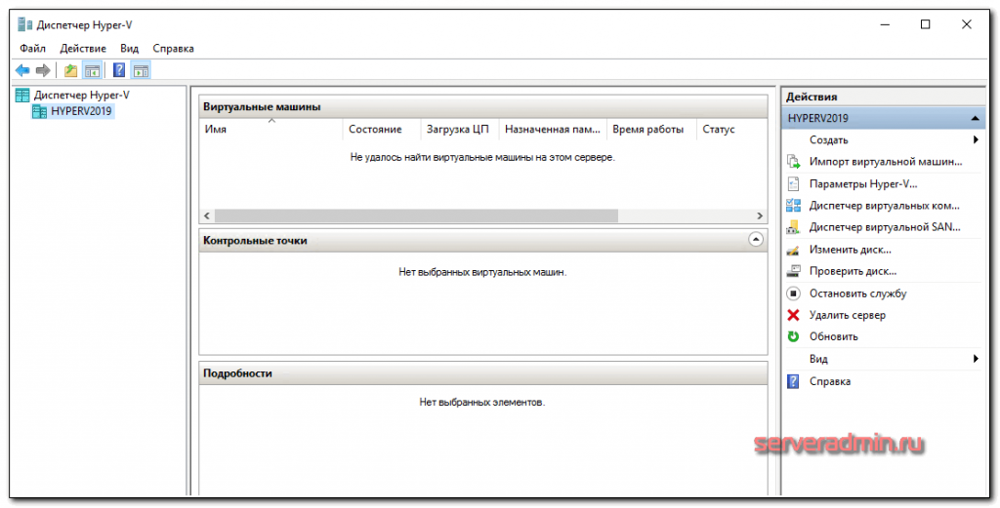 Диспетчер Hyper-V
Файл Действие Вид Справка
Диспетчер Hyper-V
HYPERV2019
Виртуальные машины
Имя Состояние Загрузка ЦП Назначенная пам... Время работы Статус
Не удалось найти виртуальные машины на этом сервере.
Контрольные точки
Нет выбранных виртуальных машин.
Подробности
Нет выбранных элементов.
Действия
HYPERV2019
Создать
Импорт виртуальной машин...
Параметры Hyper-V...
Диспетчер виртуальных ком...
Диспетчер виртуальной SAN...
Изменить диск...
Проверить диск...
Остановить службу
Удалить сервер
Обновить
Вид
Справка
serveradmin.ru